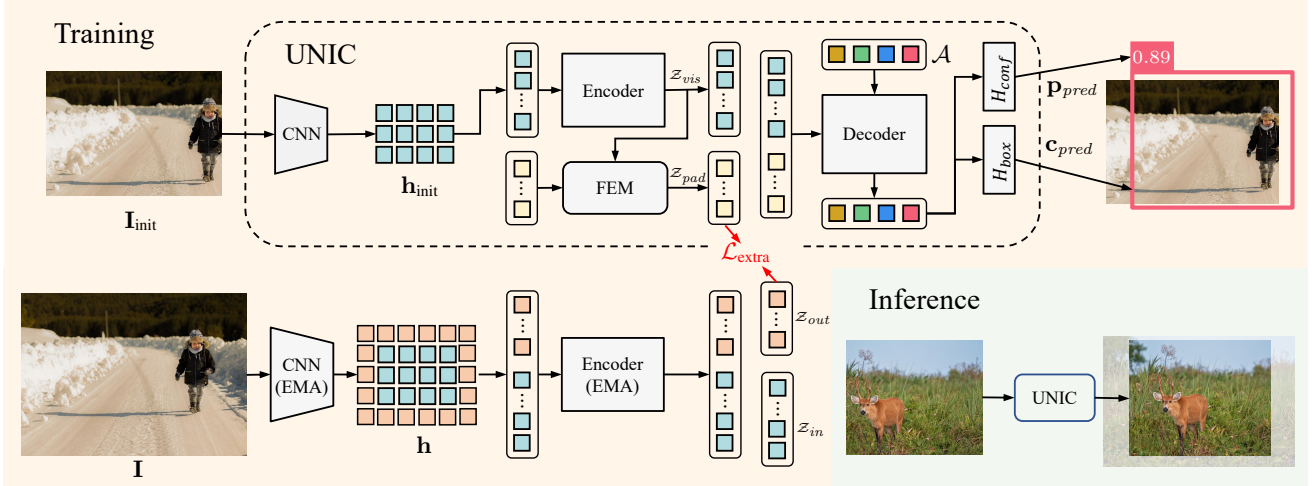 Training
UNIC
CNN
h_init
I_init
Encoder
Z_vis
FEM
Z_pad
A
Decoder
H_conf
H_box
p_pred
c_pred
0.89
L_extra
CNN
(EMA)
h
I
Encoder
(EMA)
Z_out
Z_in
Inference
UNIC